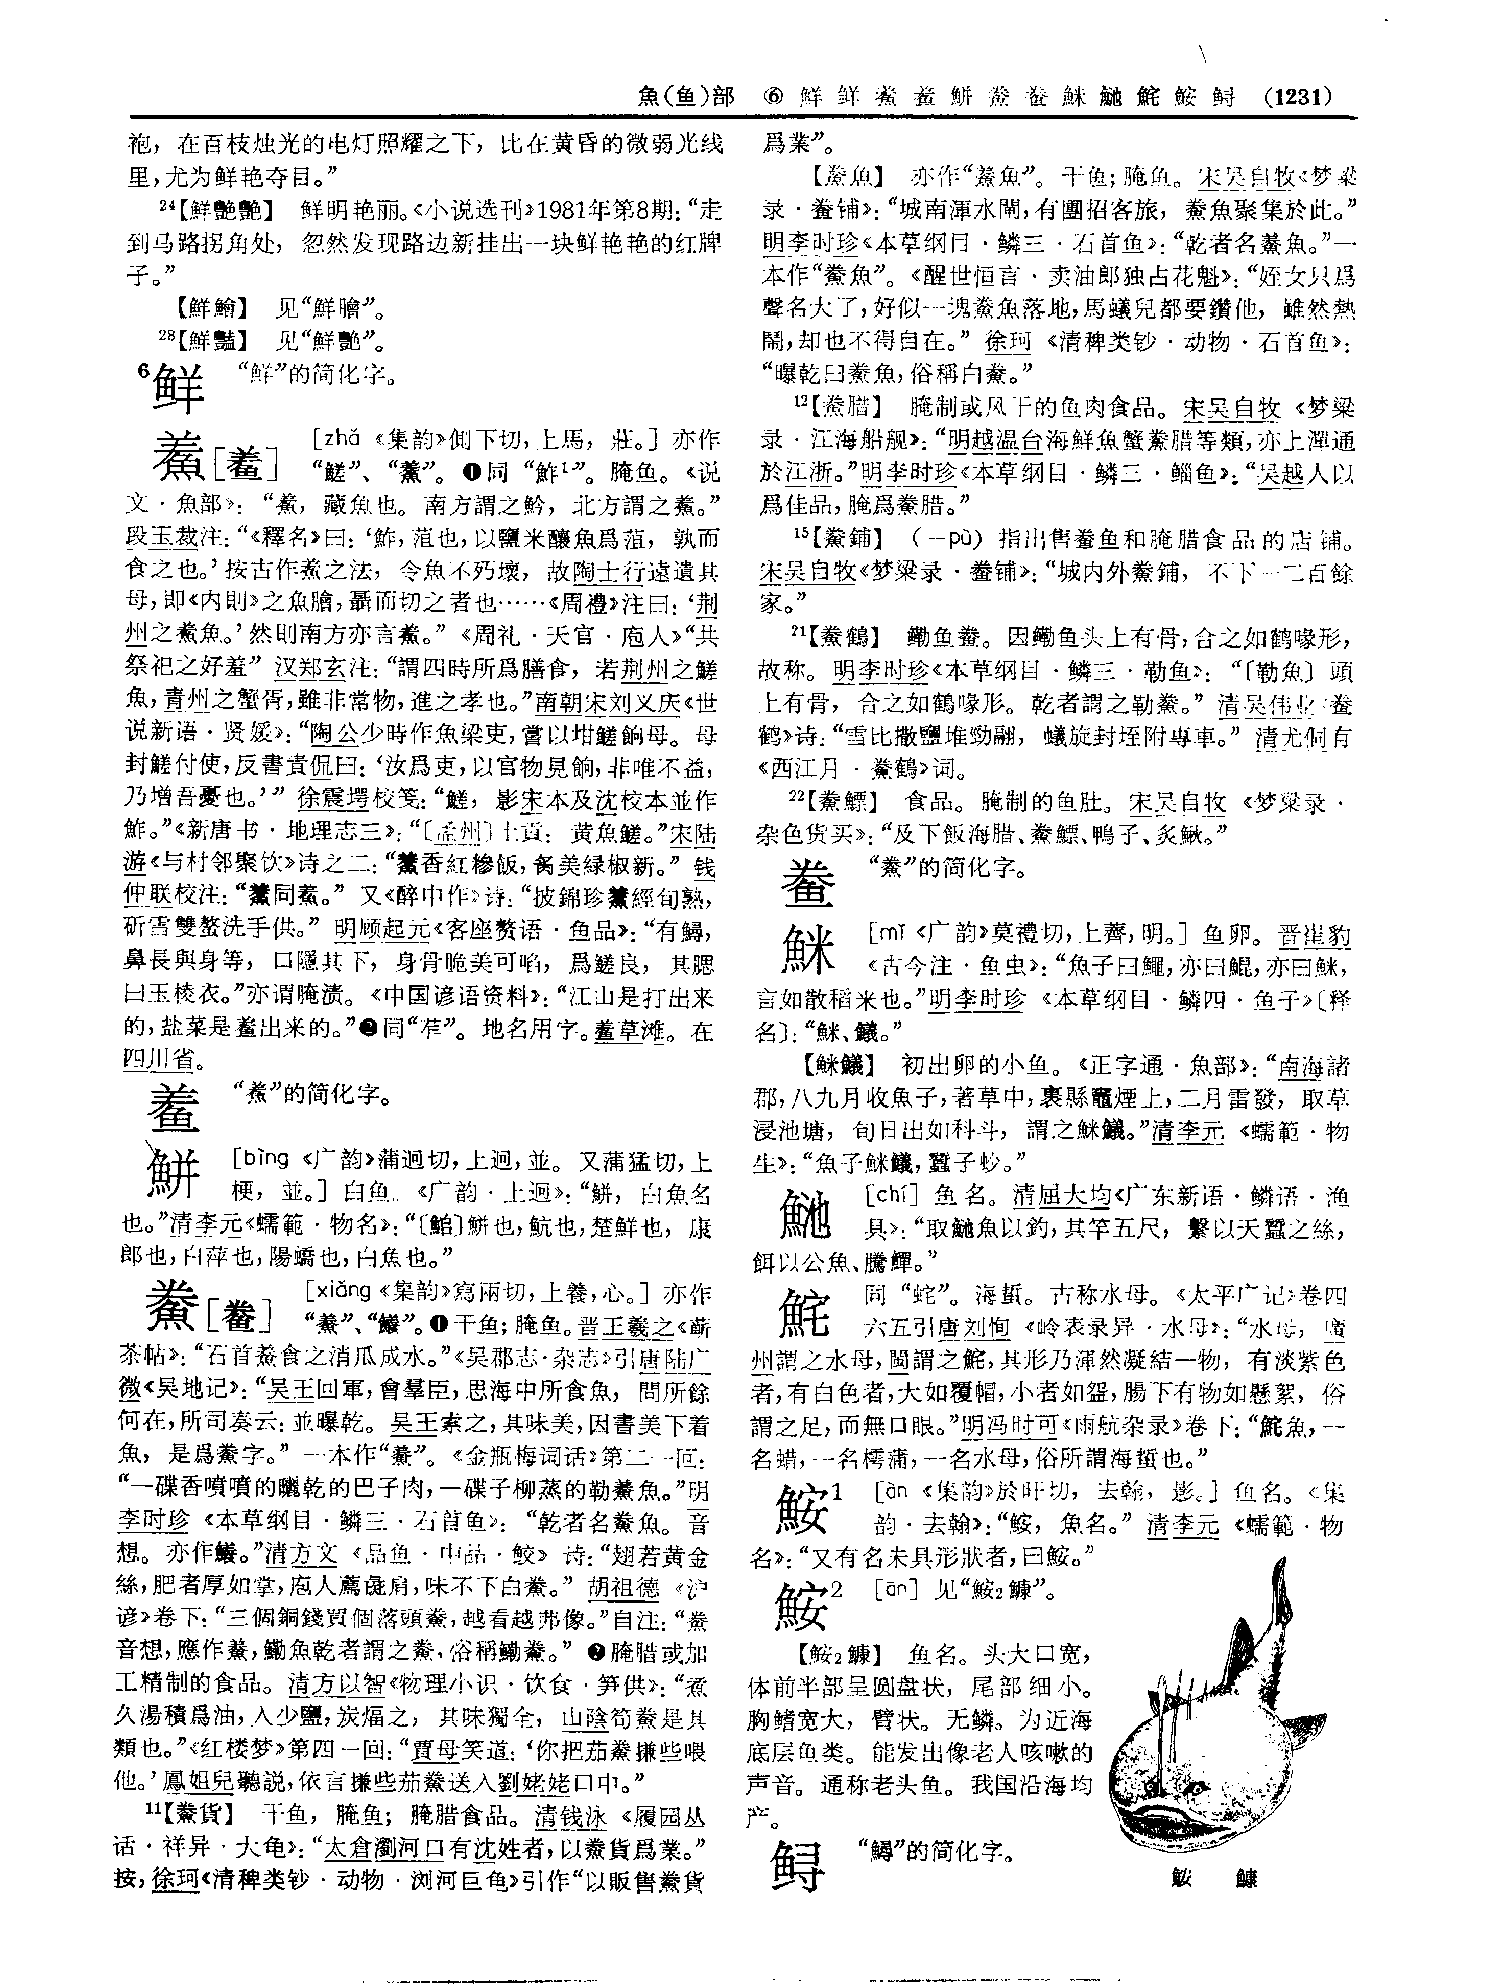 魚(鱼)部 ⑥ 鮮 鲜 鮺 鲝 鮩 鯗 鲞 鮇 鮧 鮱 鮟 鲟 (1231)
袍，在百枝烛光的电灯照耀之下，比在黄昏的微弱光线
里，尤为鲜艳夺目。”
24【鮮艷艷】 鲜明艳丽。《小说选刊》1981年第8期：“走
到马路拐角处，忽然发现路边新挂出一块鲜艳艳的红牌
子。”
【鮮鱠】 见“鮮膾”。
28【鮮豔】 见“鮮艷”。
6鲜 “鮮”的简化字。
鮺[鲝] [zhǎ 《集韵》側下切，上馬，莊。] 亦作
“鹺”、“䱹”。❶同“鮓1”。腌鱼。《说
文·魚部》：“鮺，藏魚也。南方謂之魿，北方謂之鮺。”
段玉裁注：“《釋名》曰：‘鮓，菹也，以鹽米釀魚爲菹，孰而
食之也。’按古作鮺之法，令魚不殠壞，故陶士行遠遺其
母，即《内則》之魚膾，聶而切之者也……《周禮》注曰：‘荆
州之鮺魚。’然則南方亦言鮺。”《周礼·天官·庖人》“共
祭祀之好羞” 汉郑玄注：“謂四時所爲膳食，若荆州之鹺
魚，青州之蟹胥，雖非常物，進之孝也。”南朝宋刘义庆《世
说新语·贤媛》：“陶公少時作魚梁吏，嘗以坩鹺餉母。母
封鹺付使，反書責侃曰：‘汝爲吏，以官物見餉，非唯不益，
乃增吾憂也。’”徐震堮校笺：“鹺，影宋本及沈校本並作
鮓。”《新唐书·地理志三》：“〔孟州〕土貢：黄魚鹺。”宋陆
游《与村邻聚饮》诗之二：“䱹香紅糝飯，𩜹美緑椒新。”钱
仲联校注：“䱹同鮺。”又《醉中作》诗：“披錦珍䱹經旬熟，
斫雪雙螯洗手供。”明顾起元《客座赘语·鱼品》：“有鱘，
鼻長與身等，口隱其下，身骨脆美可啗，爲鹺良，其腮
曰玉梭衣。”亦谓腌渍。《中国谚语资料》：“江山是打出来
的，盐菜是鲝出来的。”❷同“苲”。地名用字。鲝草滩。在
四川省。
鲝 “鮺”的简化字。
鮩 [bìng 《广韵》蒲迥切，上迥，並。又蒲猛切，上
梗，並。] 白鱼。《广韵·上迥》：“鮩，白魚名
也。”清李元《蠕範·物名》：“〔鮊〕鮩也，魧也，楚鮮也，康
郎也，白萍也，陽鱎也，白魚也。”
鯗[鲞] [xiǎng《集韵》寫兩切，上養，心。] 亦作
“鱶”、“鱶”。❶干鱼；腌鱼。晋王羲之《蕲
茶帖》：“石首鯗食之消瓜成水。”《吴郡志·杂志》引唐陆广
微《吴地记》：“吴王回軍，會羣臣，思海中所食魚，問所餘
何在，所司奏云：並曝乾。吴王索之，其味美，因書美下着
魚，是爲鯗字。”一本作“鱶”。《金瓶梅词话》第二一回：
“一碟香噴噴的曬乾的巴子肉，一碟子柳蒸的勒鱶魚。”明
李时珍《本草纲目·鳞三·石首鱼》：“乾者名鯗魚。音
想。亦作鱶。”清方文《品鱼·中品·鲛》诗：“翅若黄金
絲，肥者厚如掌，庖人薦彘肩，味不下白鯗。”胡祖德《沪
谚》卷下：“三個銅錢買個落頭鯗，越看越弗像。”自注：“鯗
音想，應作鱶，鰳魚乾者謂之鯗，俗稱鰳鯗。”❷腌腊或加
工精制的食品。清方以智《物理小识·饮食·笋供》：“煮
久湯積爲油，入少鹽，炭煏之，其味獨全，山陰筍鯗是其
類也。”《红楼梦》第四一回：“賈母笑道：‘你把茄鯗搛些喂
他。’鳳姐兒聽説，依言搛些茄鯗送入劉姥姥口中。”
11【鯗貨】 干鱼，腌鱼；腌腊食品。清钱泳《履园丛
话·祥异·大龟》：“太倉瀏河口有沈姓者，以鯗貨爲業。”
按，徐珂《清稗类钞·动物·浏河巨龟》引作“以販售鯗貨
爲業”。
【鯗魚】 亦作“鱶魚”。干鱼；腌鱼。宋吴自牧《梦粱
录·鲞铺》：“城南渾水閘，有團招客旅，鯗魚聚集於此。”
明李时珍《本草纲目·鳞三·石首鱼》：“乾者名鯗魚。”一
本作“鱶魚”。《醒世恒言·卖油郎独占花魁》：“姪女只爲
聲名大了，好似一塊鯗魚落地，馬蟻兒都要鑽他，雖然熱
鬧，却也不得自在。”徐珂《清稗类钞·动物·石首鱼》：
“曝乾曰鯗魚，俗稱白鯗。”
12【鯗腊】 腌制或风干的鱼肉食品。宋吴自牧《梦粱
录·江海船舰》：“明越温台海鮮魚蟹鯗腊等類，亦上潬通
於江浙。”明李时珍《本草纲目·鳞三·鲻鱼》：“吴越人以
爲佳品，腌爲鯗腊。”
15【鯗鋪】 (－pù) 指出售鲞鱼和腌腊食品的店铺。
宋吴自牧《梦粱录·鲞铺》：“城内外鯗鋪，不下一二百餘
家。”
21【鯗鶴】 鳓鱼鲞。因鳓鱼头上有骨，合之如鹤喙形，
故称。明李时珍《本草纲目·鳞三·勒鱼》：“〔勒魚〕頭
上有骨，合之如鶴喙形。乾者謂之勒鯗。”清吴伟业《鲞
鹤》诗：“雪比撒鹽堆勁翮，蟻旋封垤附專車。”清尤侗有
《西江月·鯗鶴》词。
22【鯗鰾】 食品。腌制的鱼肚。宋吴自牧《梦粱录·
杂色货买》：“及下飯海腊、鯗鰾、鴨子、炙鰍。”
鲞 “鯗”的简化字。
䱊 [mǐ《广韵》莫禮切，上薺，明。] 鱼卵。晋崔豹
《古今注·鱼虫》：“魚子曰鱦，亦曰鯤，亦曰䱊，
言如散稻米也。”明李时珍《本草纲目·鳞四·鱼子》〔释
名〕：“䱊、鱴。”
【䱊鱴】 初出卵的小鱼。《正字通·魚部》：“南海諸
郡，八九月收魚子，著草中，裹縣竈煙上，二月雷發，取草
浸池塘，旬日出如科斗，謂之䱊鱴。”清李元《蠕範·物
生》：“魚子䱊鱴，蠶子䖢。”
[chí] 鱼名。清屈大均《广东新语·鳞语·渔
具》：“取䱌魚以釣，其竿五尺，繫以天蠶之絲，
餌以公魚、騰鱓。”
鮀 同“蛇”。海蜇。古称水母。《太平广记》卷四
六五引唐刘恂《岭表录异·水母》：“水母，廣
州謂之水母，閩謂之鮀，其形乃渾然凝結一物，有淡紫色
者，有白色者，大如覆帽，小者如盌，腸下有物如懸絮，俗
謂之足，而無口眼。”明冯时可《雨航杂录》卷下：“鮀魚，一
名蜡，一名樗蒲，一名水母，俗所謂海蜇也。”
鮟1 [àn 《集韵》於旰切，去翰，影。] 鱼名。《集
韵·去翰》：“鮟，魚名。”清李元《蠕範·物
名》：“又有名未具形狀者，曰鮟。”
鮟2 [ān] 见“鮟2鱇”。
【鮟2鱇】 鱼名。头大口宽，
体前半部呈圆盘状，尾部细小。
胸鳍宽大，臂状。无鳞。为近海
底层鱼类。能发出像老人咳嗽的
声音。通称老头鱼。我国沿海均
产。
鲟 “鱘”的简化字。
鮟 鱇